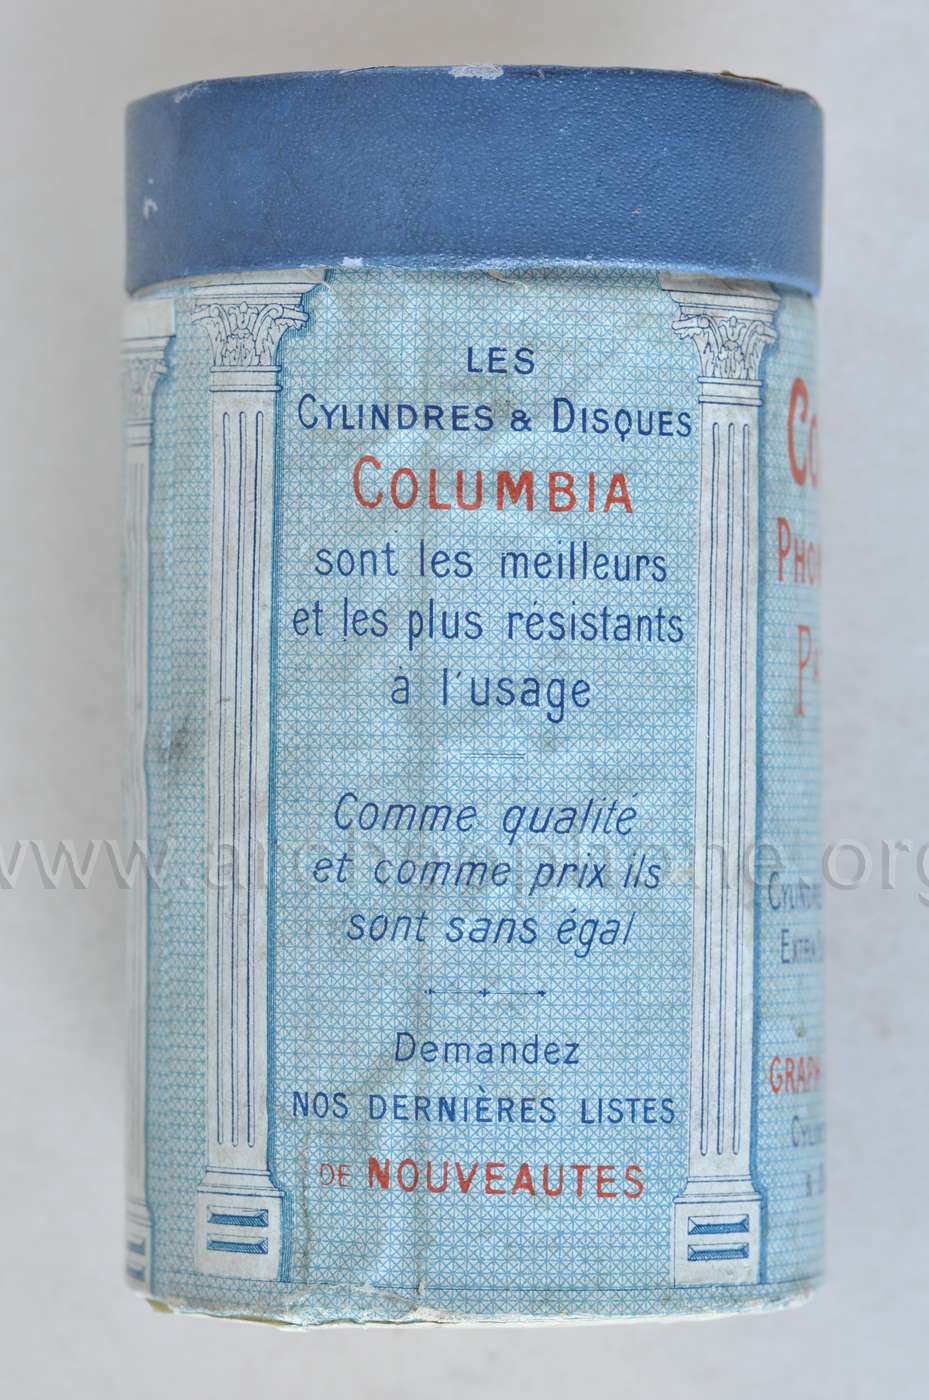 LES
CYLINDRES & DISQUES
COLUMBIA
sont les meilleurs
et les plus résistants
à l'usage
Comme qualité
et comme prix ils
sont sans égal
Demandez
NOS DERNIÈRES LISTES
DE NOUVEAUTES